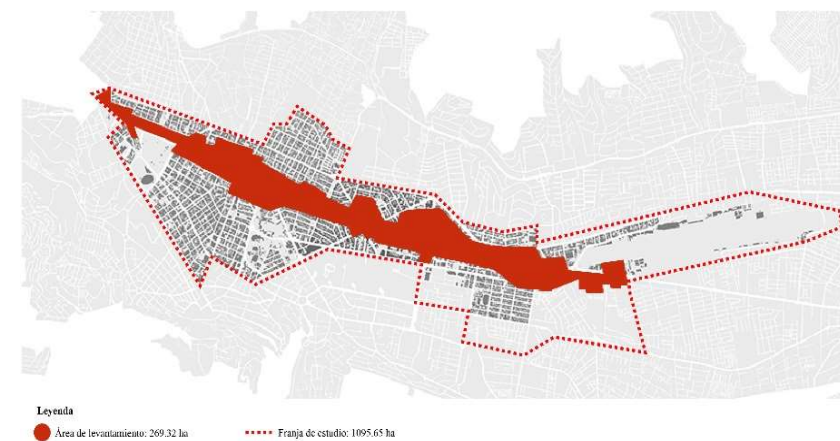 Leyenda
Área de levantamiento: 269.32 ha
Franja de estudio: 1095.65 ha